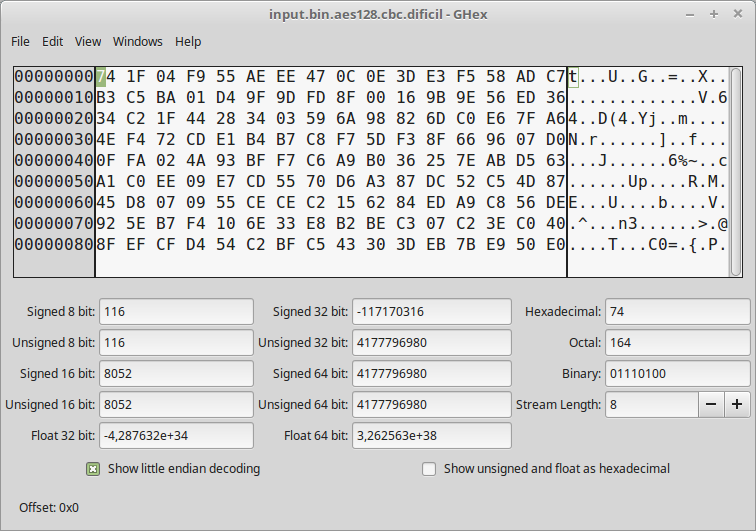 input.bin.aes128.cbc.dificil - GHex
File Edit View Windows Help
00000000 74 1F 04 F9 55 AE EE 47 0C 0E 3D E3 F5 58 AD C7 t...U..G..=..X..
00000010 B3 C5 BA 01 D4 9F 9D FD 8F 00 16 9B 9E 56 ED 36 .............V.6
00000020 34 C2 1F 44 28 34 03 59 6A 98 82 6D C0 E6 7F A6 4..D(4.Yj..m....
00000030 4E F4 72 CD E1 B4 B7 C8 F7 5D F3 8F 66 96 07 D0 N.r......]..f...
00000040 0F FA 02 4A 93 BF F7 C6 A9 B0 36 25 7E AB D5 63 ...J......6%~..c
00000050 A1 C0 EE 09 E7 CD 55 70 D6 A3 87 DC 52 C5 4D 87 ......Up....R.M.
00000060 45 D8 07 09 55 CE CE C2 15 62 84 ED A9 C8 56 DE E...U....b....V.
00000070 92 5E B7 F4 10 6E 33 E8 B2 BE C3 07 C2 3E C0 40 .^...n3......>.@
00000080 8F EF CF D4 54 C2 BF C5 43 30 3D EB 7B E9 50 E0 ....T...C0=.{.P.
Signed 8 bit: 116 Signed 32 bit: -117170316 Hexadecimal: 74
Unsigned 8 bit: 116 Unsigned 32 bit: 4177796980 Octal: 164
Signed 16 bit: 8052 Signed 64 bit: 4177796980 Binary: 01110100
Unsigned 16 bit: 8052 Unsigned 64 bit: 4177796980 Stream Length: 8 − +
Float 32 bit: -4,287632e+34 Float 64 bit: 3,262563e+38
Show little endian decoding Show unsigned and float as hexadecimal
Offset: 0x0